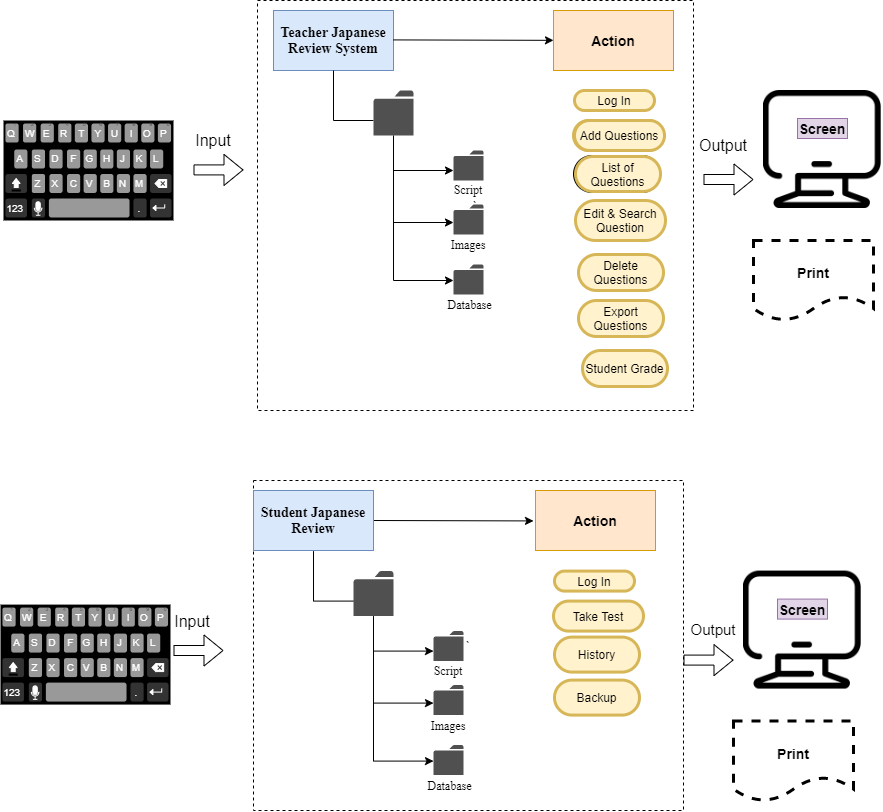 Teacher Japanese
Review System
Action
Log In
Add Questions
List of
Questions
Edit & Search
Question
Delete
Questions
Export
Questions
Student Grade
Script
Images
Database
Input
Q W E R T Y U I O P
A S D F G H J K L
Z X C V B N M
123 .
Output
Screen
Print
Student Japanese
Review
Action
Log In
Take Test
History
Backup
Script
Images
Database
Input
Q W E R T Y U I O P
A S D F G H J K L
Z X C V B N M
123 .
Output
Screen
Print